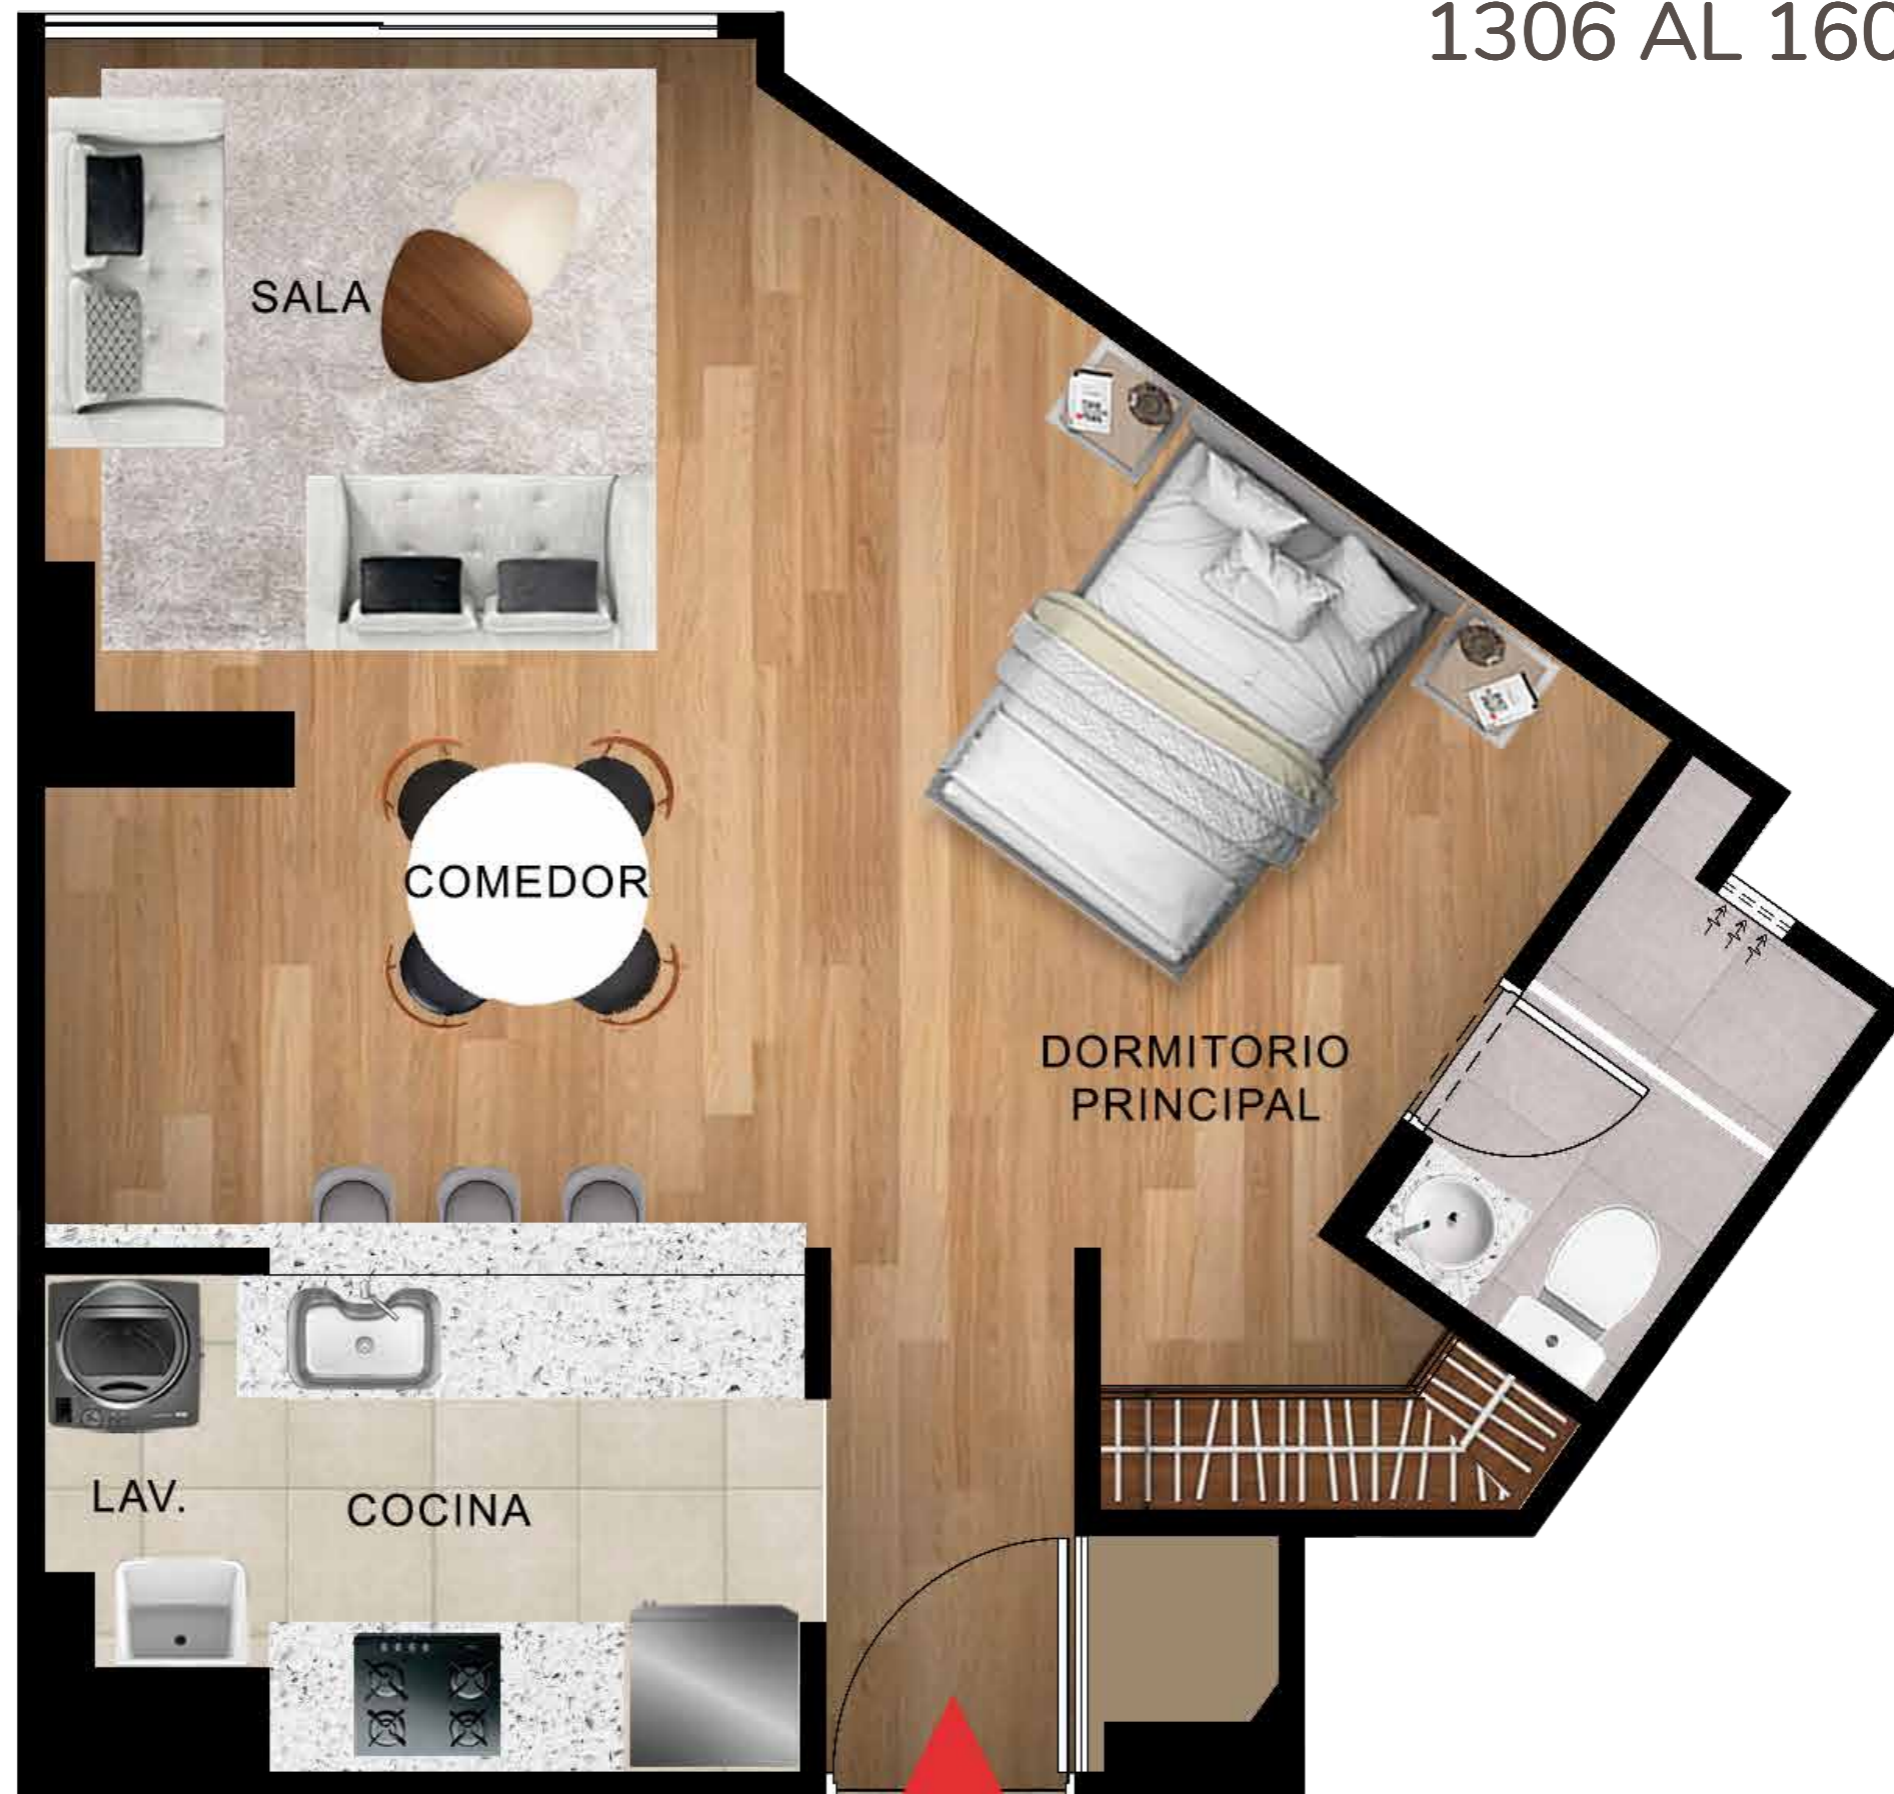 1306 AL 160
SALA
COMEDOR
DORMITORIO
PRINCIPAL
LAV.
COCINA